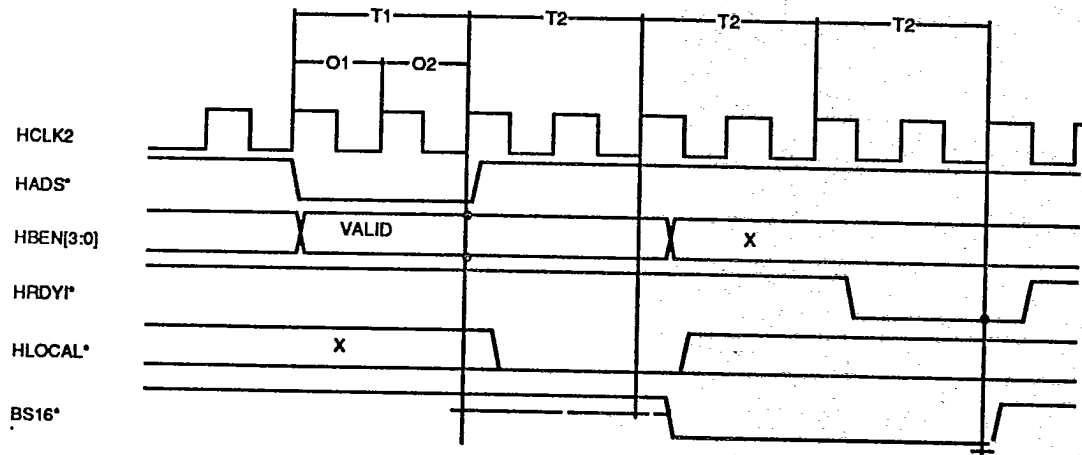 T1 T2 T2 T2
O1 O2
HCLK2
HADS*
HBEN[3:0] VALID X
HRDYI*
HLOCAL* X
BS16*